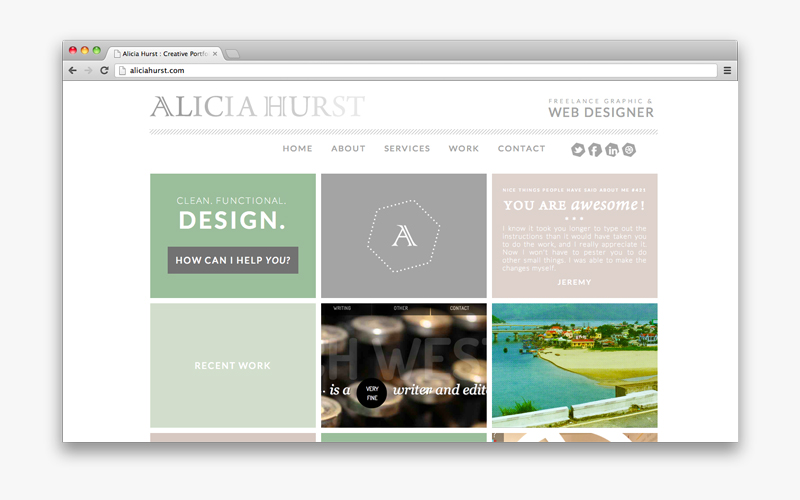 Alicia Hurst : Creative Portfo
aliciahurst.com
ALICIA HURST
FREELANCE GRAPHIC &
WEB DESIGNER
HOME ABOUT SERVICES WORK CONTACT
CLEAN. FUNCTIONAL.
DESIGN.
HOW CAN I HELP YOU?
A
NICE THINGS PEOPLE HAVE SAID ABOUT ME BABE
YOU ARE awesome!
I know it took you longer to type out the
instructions than it would have taken you
to do the work, and I really appreciate it.
Now I won't have to pester you to do
other small things. I was able to make the
changes myself.
JEREMY
RECENT WORK
WRITING OTHER CONTACT
CH WEST
. is a VERY FINE writer and edit